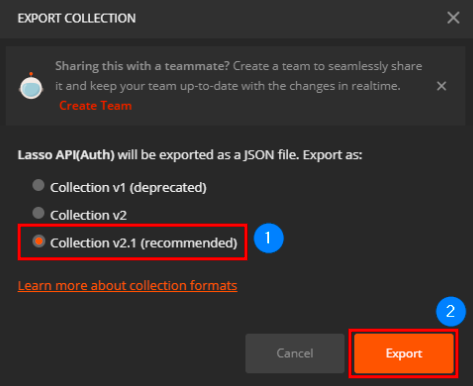 EXPORT COLLECTION
Sharing this with a teammate? Create a team to seamlessly share
it and keep your team up-to-date with the changes in realtime.
Create Team
Lasso API(Auth) will be exported as a JSON file. Export as:
Collection v1 (deprecated)
Collection v2
Collection v2.1 (recommended)
1
Learn more about collection formats
2
Cancel
Export